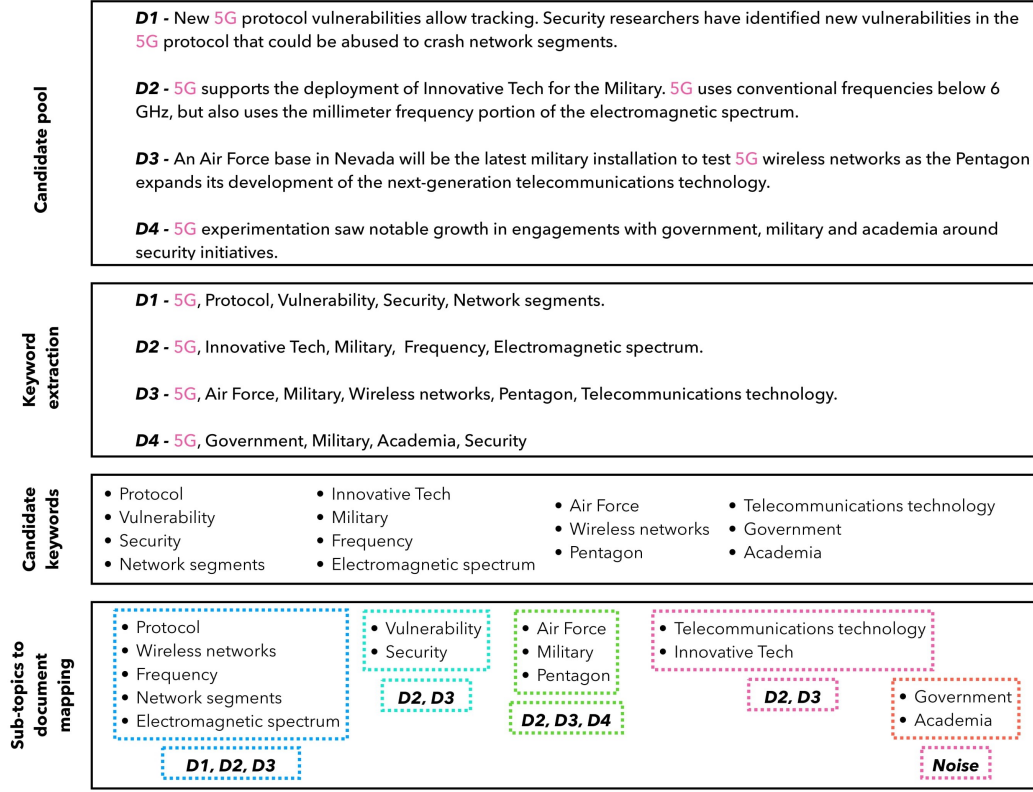 Candidate pool
D1 - New 5G protocol vulnerabilities allow tracking. Security researchers have identified new vulnerabilities in the
5G protocol that could be abused to crash network segments.
D2 - 5G supports the deployment of Innovative Tech for the Military. 5G uses conventional frequencies below 6
GHz, but also uses the millimeter frequency portion of the electromagnetic spectrum.
D3 - An Air Force base in Nevada will be the latest military installation to test 5G wireless networks as the Pentagon
expands its development of the next-generation telecommunications technology.
D4 - 5G experimentation saw notable growth in engagements with government, military and academia around
security initiatives.
Keyword
extraction
D1 - 5G, Protocol, Vulnerability, Security, Network segments.
D2 - 5G, Innovative Tech, Military, Frequency, Electromagnetic spectrum.
D3 - 5G, Air Force, Military, Wireless networks, Pentagon, Telecommunications technology.
D4 - 5G, Government, Military, Academia, Security
Candidate
keywords
• Protocol
• Vulnerability
• Security
• Network segments
• Innovative Tech
• Military
• Frequency
• Electromagnetic spectrum
• Air Force
• Wireless networks
• Pentagon
• Telecommunications technology
• Government
• Academia
Sub-topics to
document
mapping
• Protocol
• Wireless networks
• Frequency
• Network segments
• Electromagnetic spectrum
D1, D2, D3
• Vulnerability
• Security
D2, D3
• Air Force
• Military
• Pentagon
D2, D3, D4
• Telecommunications technology
• Innovative Tech
D2, D3
• Government
• Academia
Noise